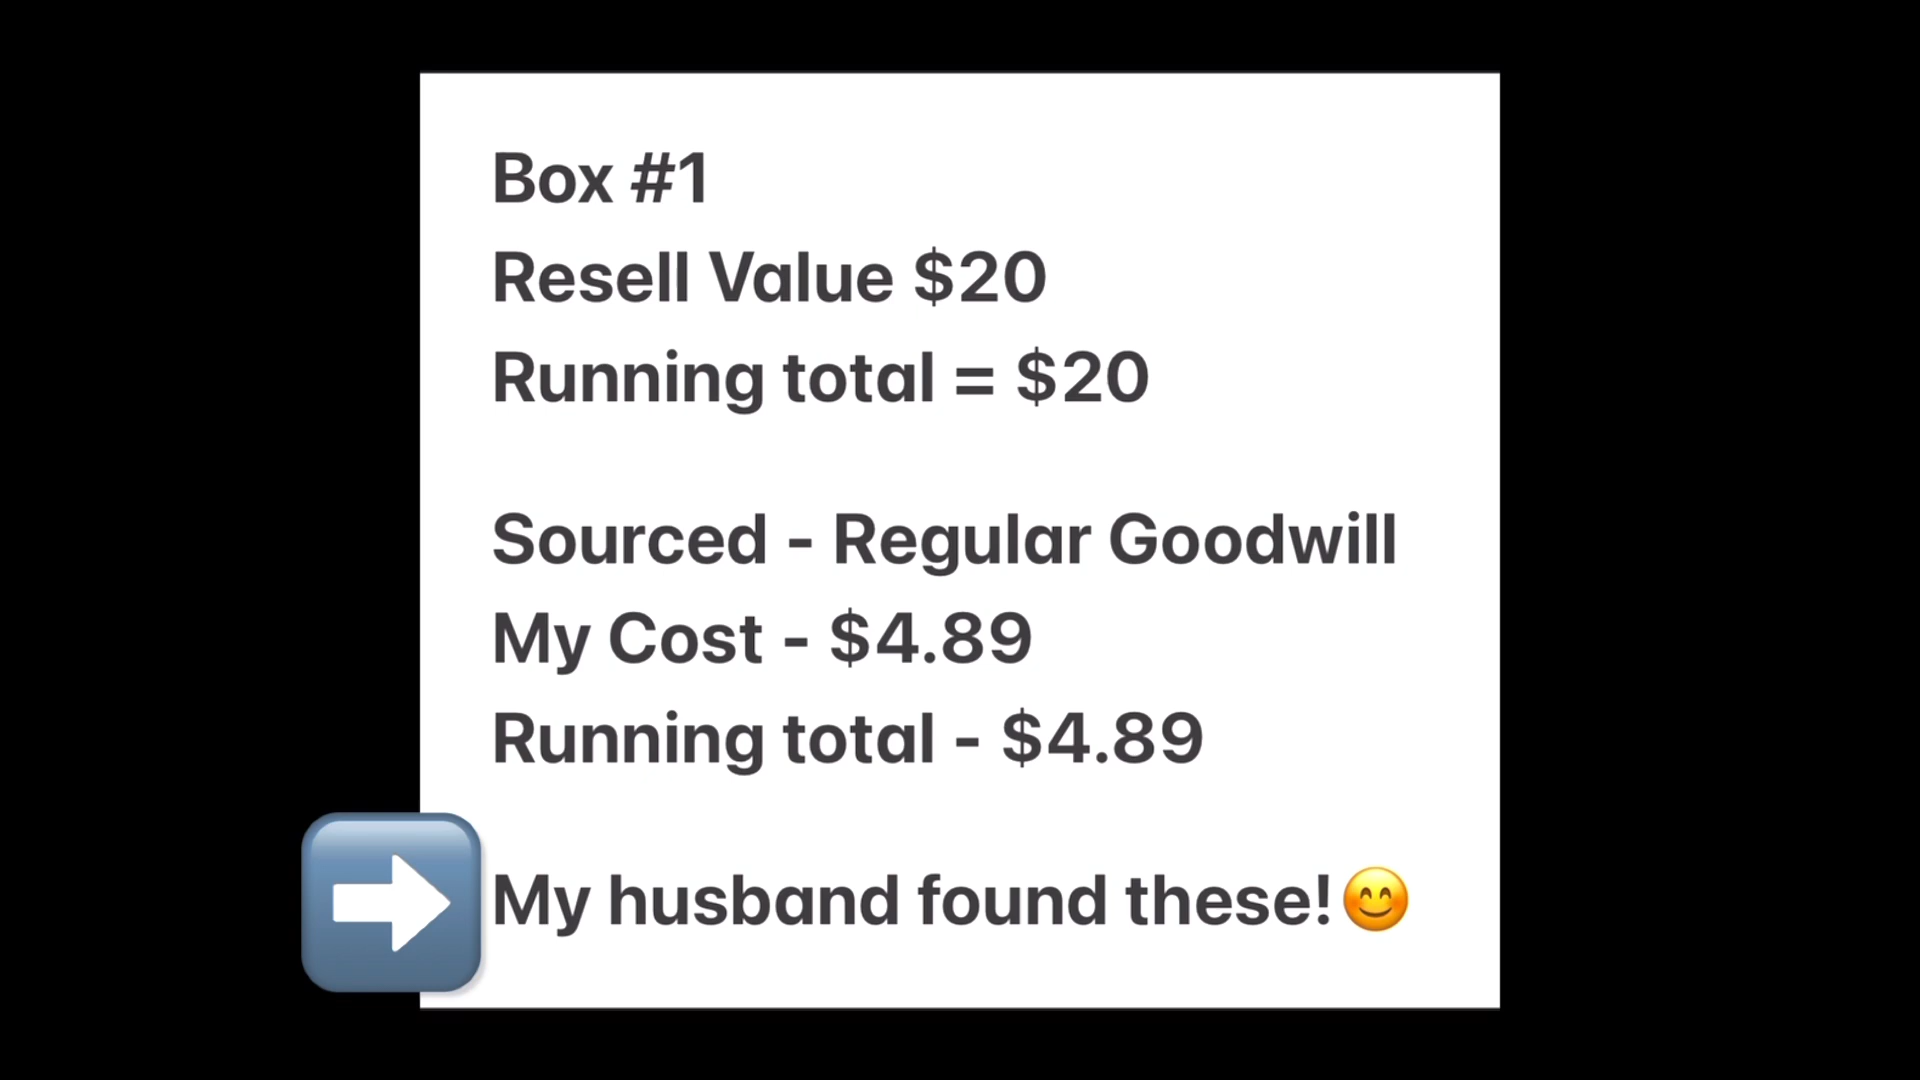 Box #1
Resell Value $20
Running total = $20
Sourced - Regular Goodwill
My Cost - $4.89
Running total - $4.89
My husband found these!😊